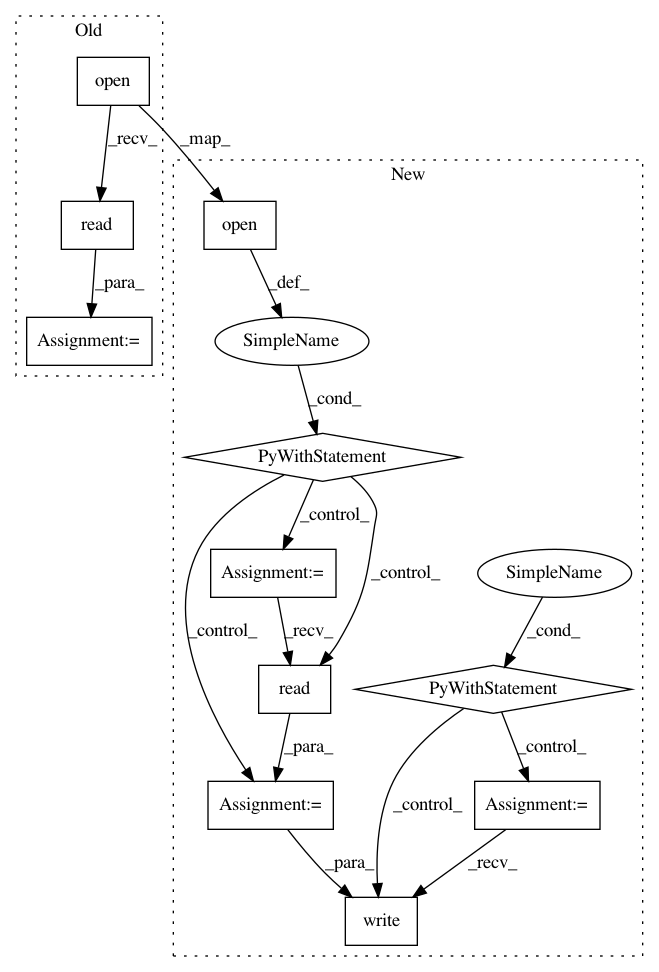 Old
open
_recv_
_map_
New
read
open
_para_
_def_
Assignment:=
SimpleName
_cond_
PyWithStatement
_control_
Assignment:=
SimpleName
_control_
_control_
_recv_
_cond_
read
PyWithStatement
_para_
_control_
Assignment:=
Assignment:=
_control_
_para_
_recv_
write